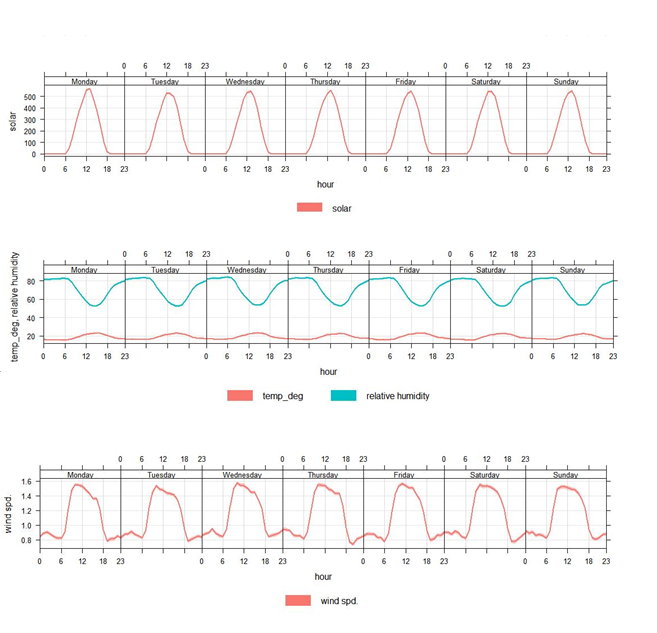 0 6 12 18 23 0 6 12 18 23 0 6 12 18 23
Monday Tuesday Wednesday Thursday Friday Saturday Sunday
solar
500
400
300
200
100
0
0 6 12 18 23 0 6 12 18 23 0 6 12 18 23 0 6 12 18 23
hour
solar
0 6 12 18 23 0 6 12 18 23 0 6 12 18 23
Monday Tuesday Wednesday Thursday Friday Saturday Sunday
temp_deg, relative humidity
80
60
40
20
0 6 12 18 23 0 6 12 18 23 0 6 12 18 23 0 6 12 18 23
hour
temp_deg relative humidity
0 6 12 18 23 0 6 12 18 23 0 6 12 18 23
Monday Tuesday Wednesday Thursday Friday Saturday Sunday
wind spd.
1.6
1.4
1.2
1.0
0.8
0 6 12 18 23 0 6 12 18 23 0 6 12 18 23 0 6 12 18 23
hour
wind spd.